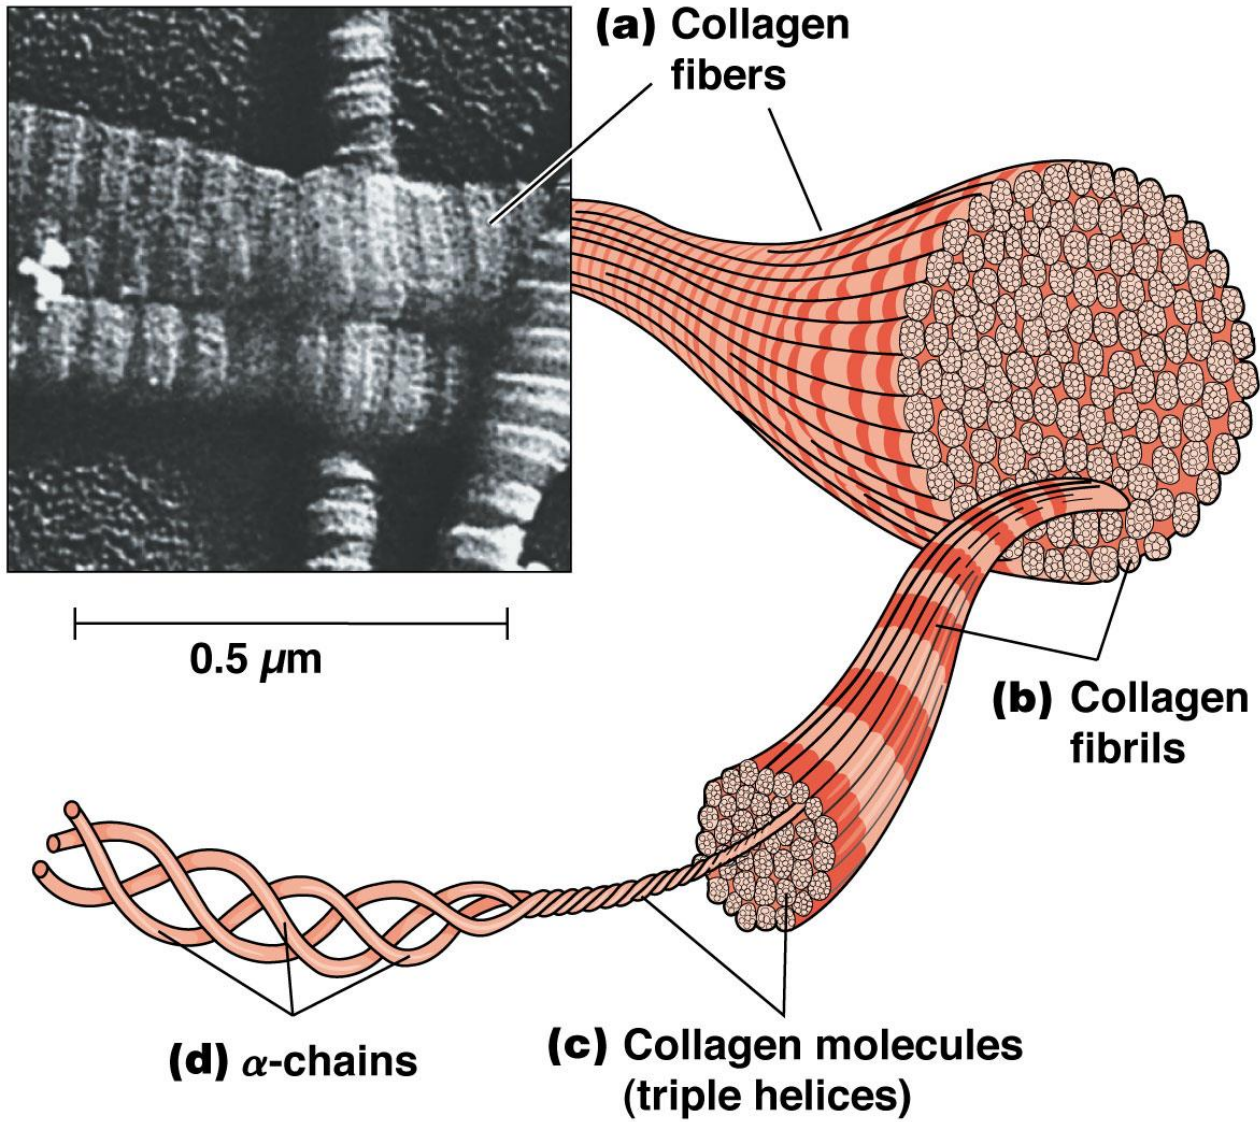 (a) Collagen
fibers
0.5 µm
(b) Collagen
fibrils
(c) Collagen molecules
(triple helices)
(d) α-chains